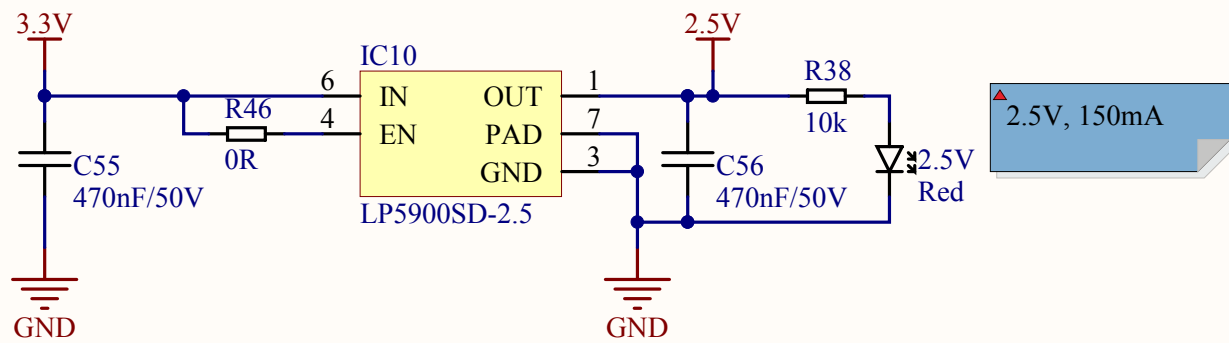 3.3V
2.5V
IC10
6
IN
OUT
1
R38
R46
4
EN
PAD
7
10k
2.5V, 150mA
0R
C55
GND
3
C56
2.5V
470nF/50V
470nF/50V
Red
LP5900SD-2.5
GND
GND